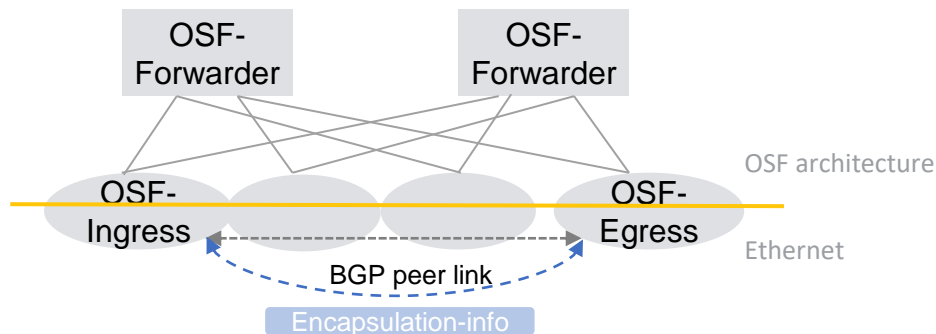 OSF-
Forwarder
OSF-
Forwarder
OSF architecture
OSF-
Ingress
OSF-
Egress
Ethernet
BGP peer link
Encapsulation-info